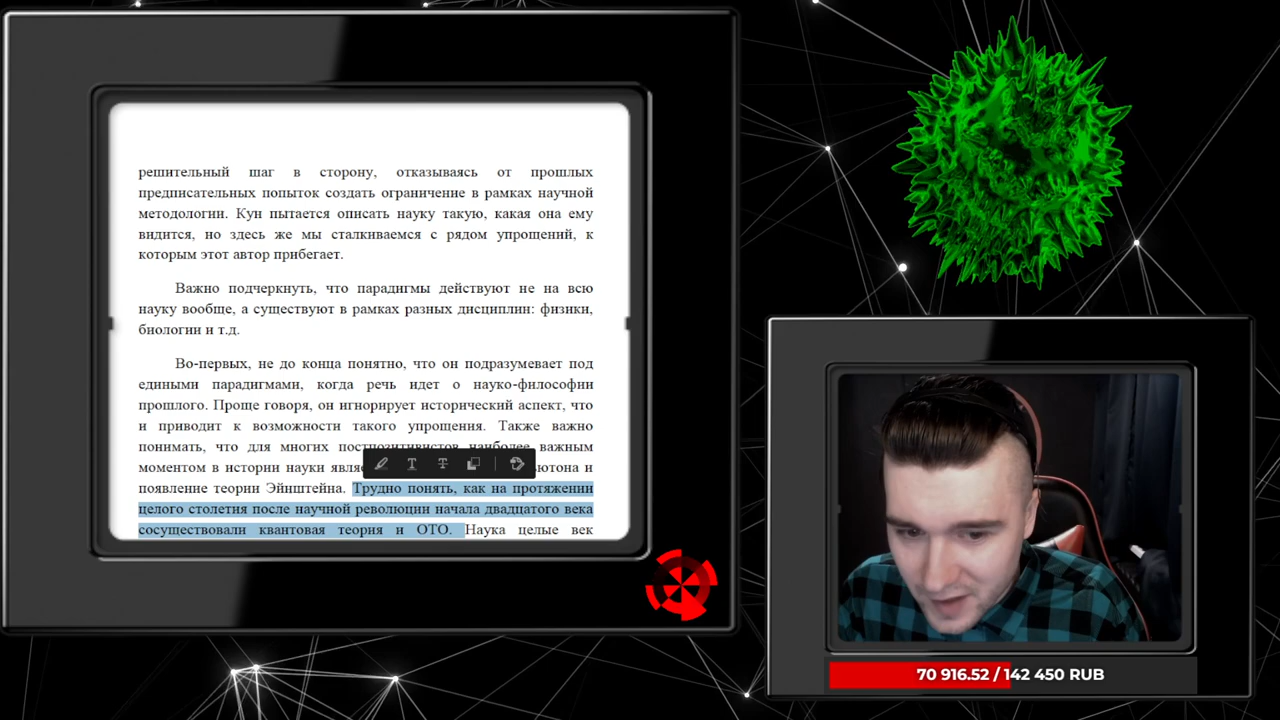 решительный шаг в сторону, отказываясь от прошлых
предписательных попыток создать ограничение в рамках научной
методологии. Кун пытается описать науку такую, какая она ему
видится, но здесь же мы сталкиваемся с рядом упрощений, к
которым этот автор прибегает.
Важно подчеркнуть, что парадигмы действуют не на всю
науку вообще, а существуют в рамках разных дисциплин: физики,
биологии и т.д.
Во-первых, не до конца понятно, что он подразумевает под
едиными парадигмами, когда речь идет о науко-философии
прошлого. Проще говоря, он игнорирует исторический аспект, что
и приводит к возможности такого упрощения. Также важно
понимать, что для многих постпозитивистов наиболее важным
моментом в истории науки и
появление теории Эйнштейна. Трудно понять, как на протяжении
целого столетия после научной революции начала двадцатого века
сосуществовали квантовая теория и ОТО. Наука целые век
70 916.52 / 142 450 RUB